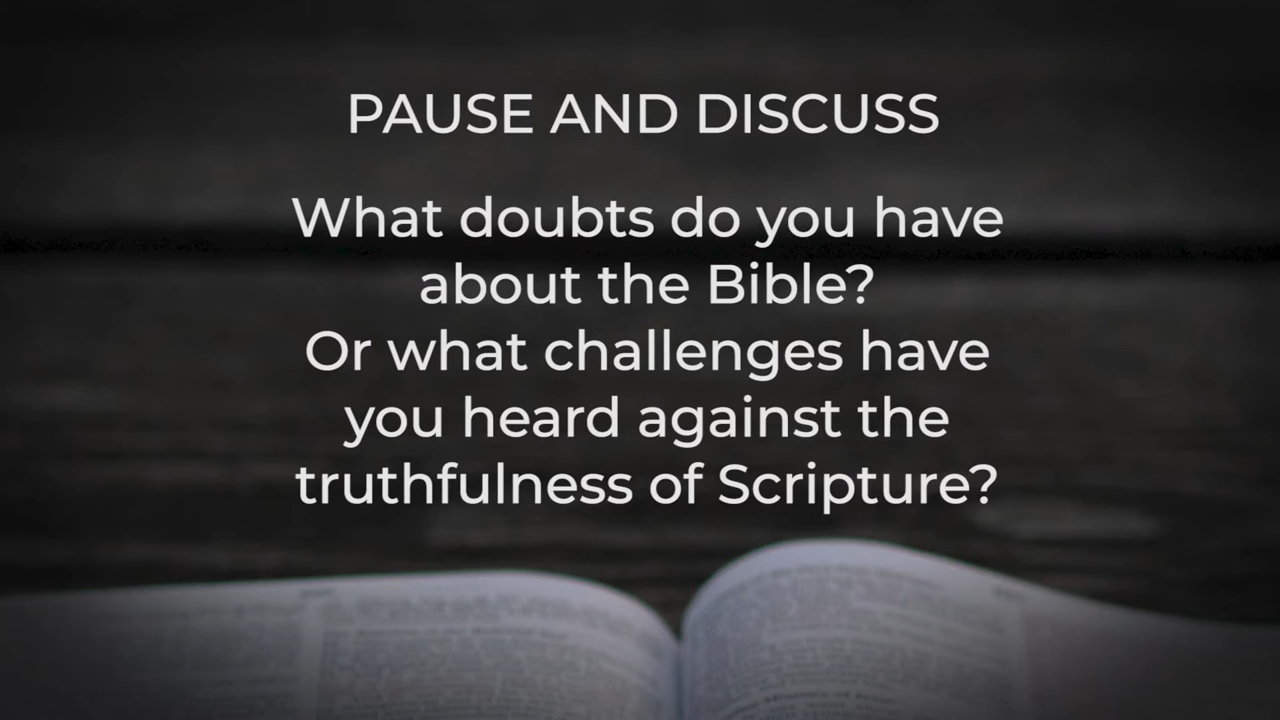 PAUSE AND DISCUSS
What doubts do you have
about the Bible?
Or what challenges have
you heard against the
truthfulness of Scripture?